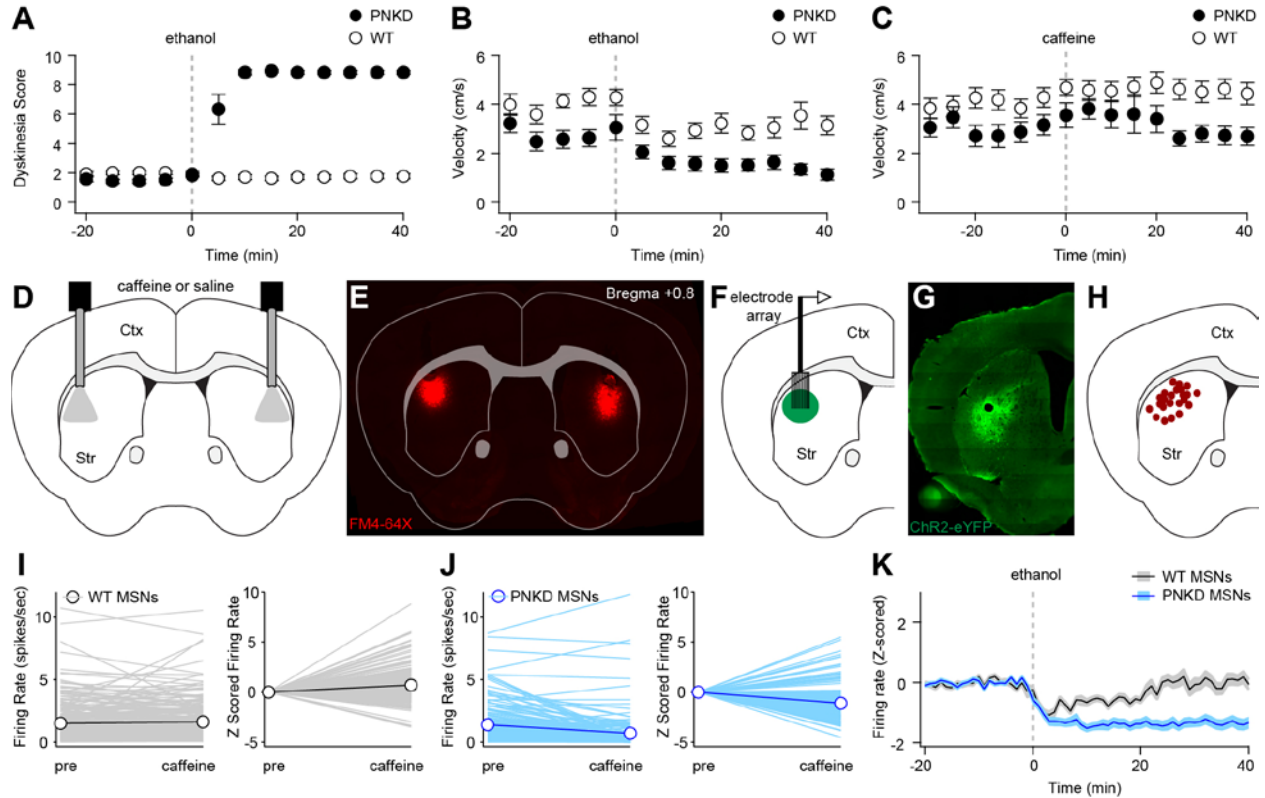 A
PNKD
WT
ethanol
Dyskinesia Score
10
8
6
4
2
0
-20
0
20
40
Time (min)
B
PNKD
WT
ethanol
Velocity (cm/s)
6
4
2
0
-20
0
20
40
Time (min)
C
PNKD
WT
caffeine
Velocity (cm/s)
6
4
2
0
-20
0
20
40
Time (min)
D
caffeine or saline
Ctx
Str
E
Bregma +0.8
FM4-64X
F
electrode
array
Ctx
Str
G
ChR2-eYFP
H
Ctx
Str
I
WT MSNs
Firing Rate (spikes/sec)
10
5
0
pre
caffeine
Z Scored Firing Rate
10
5
0
-5
pre
caffeine
J
PNKD MSNs
Firing Rate (spikes/sec)
10
5
0
pre
caffeine
Z Scored Firing Rate
10
5
0
-5
pre
caffeine
K
ethanol
WT MSNs
PNKD MSNs
Firing rate (Z-scored)
2
0
-2
-20
0
20
40
Time (min)